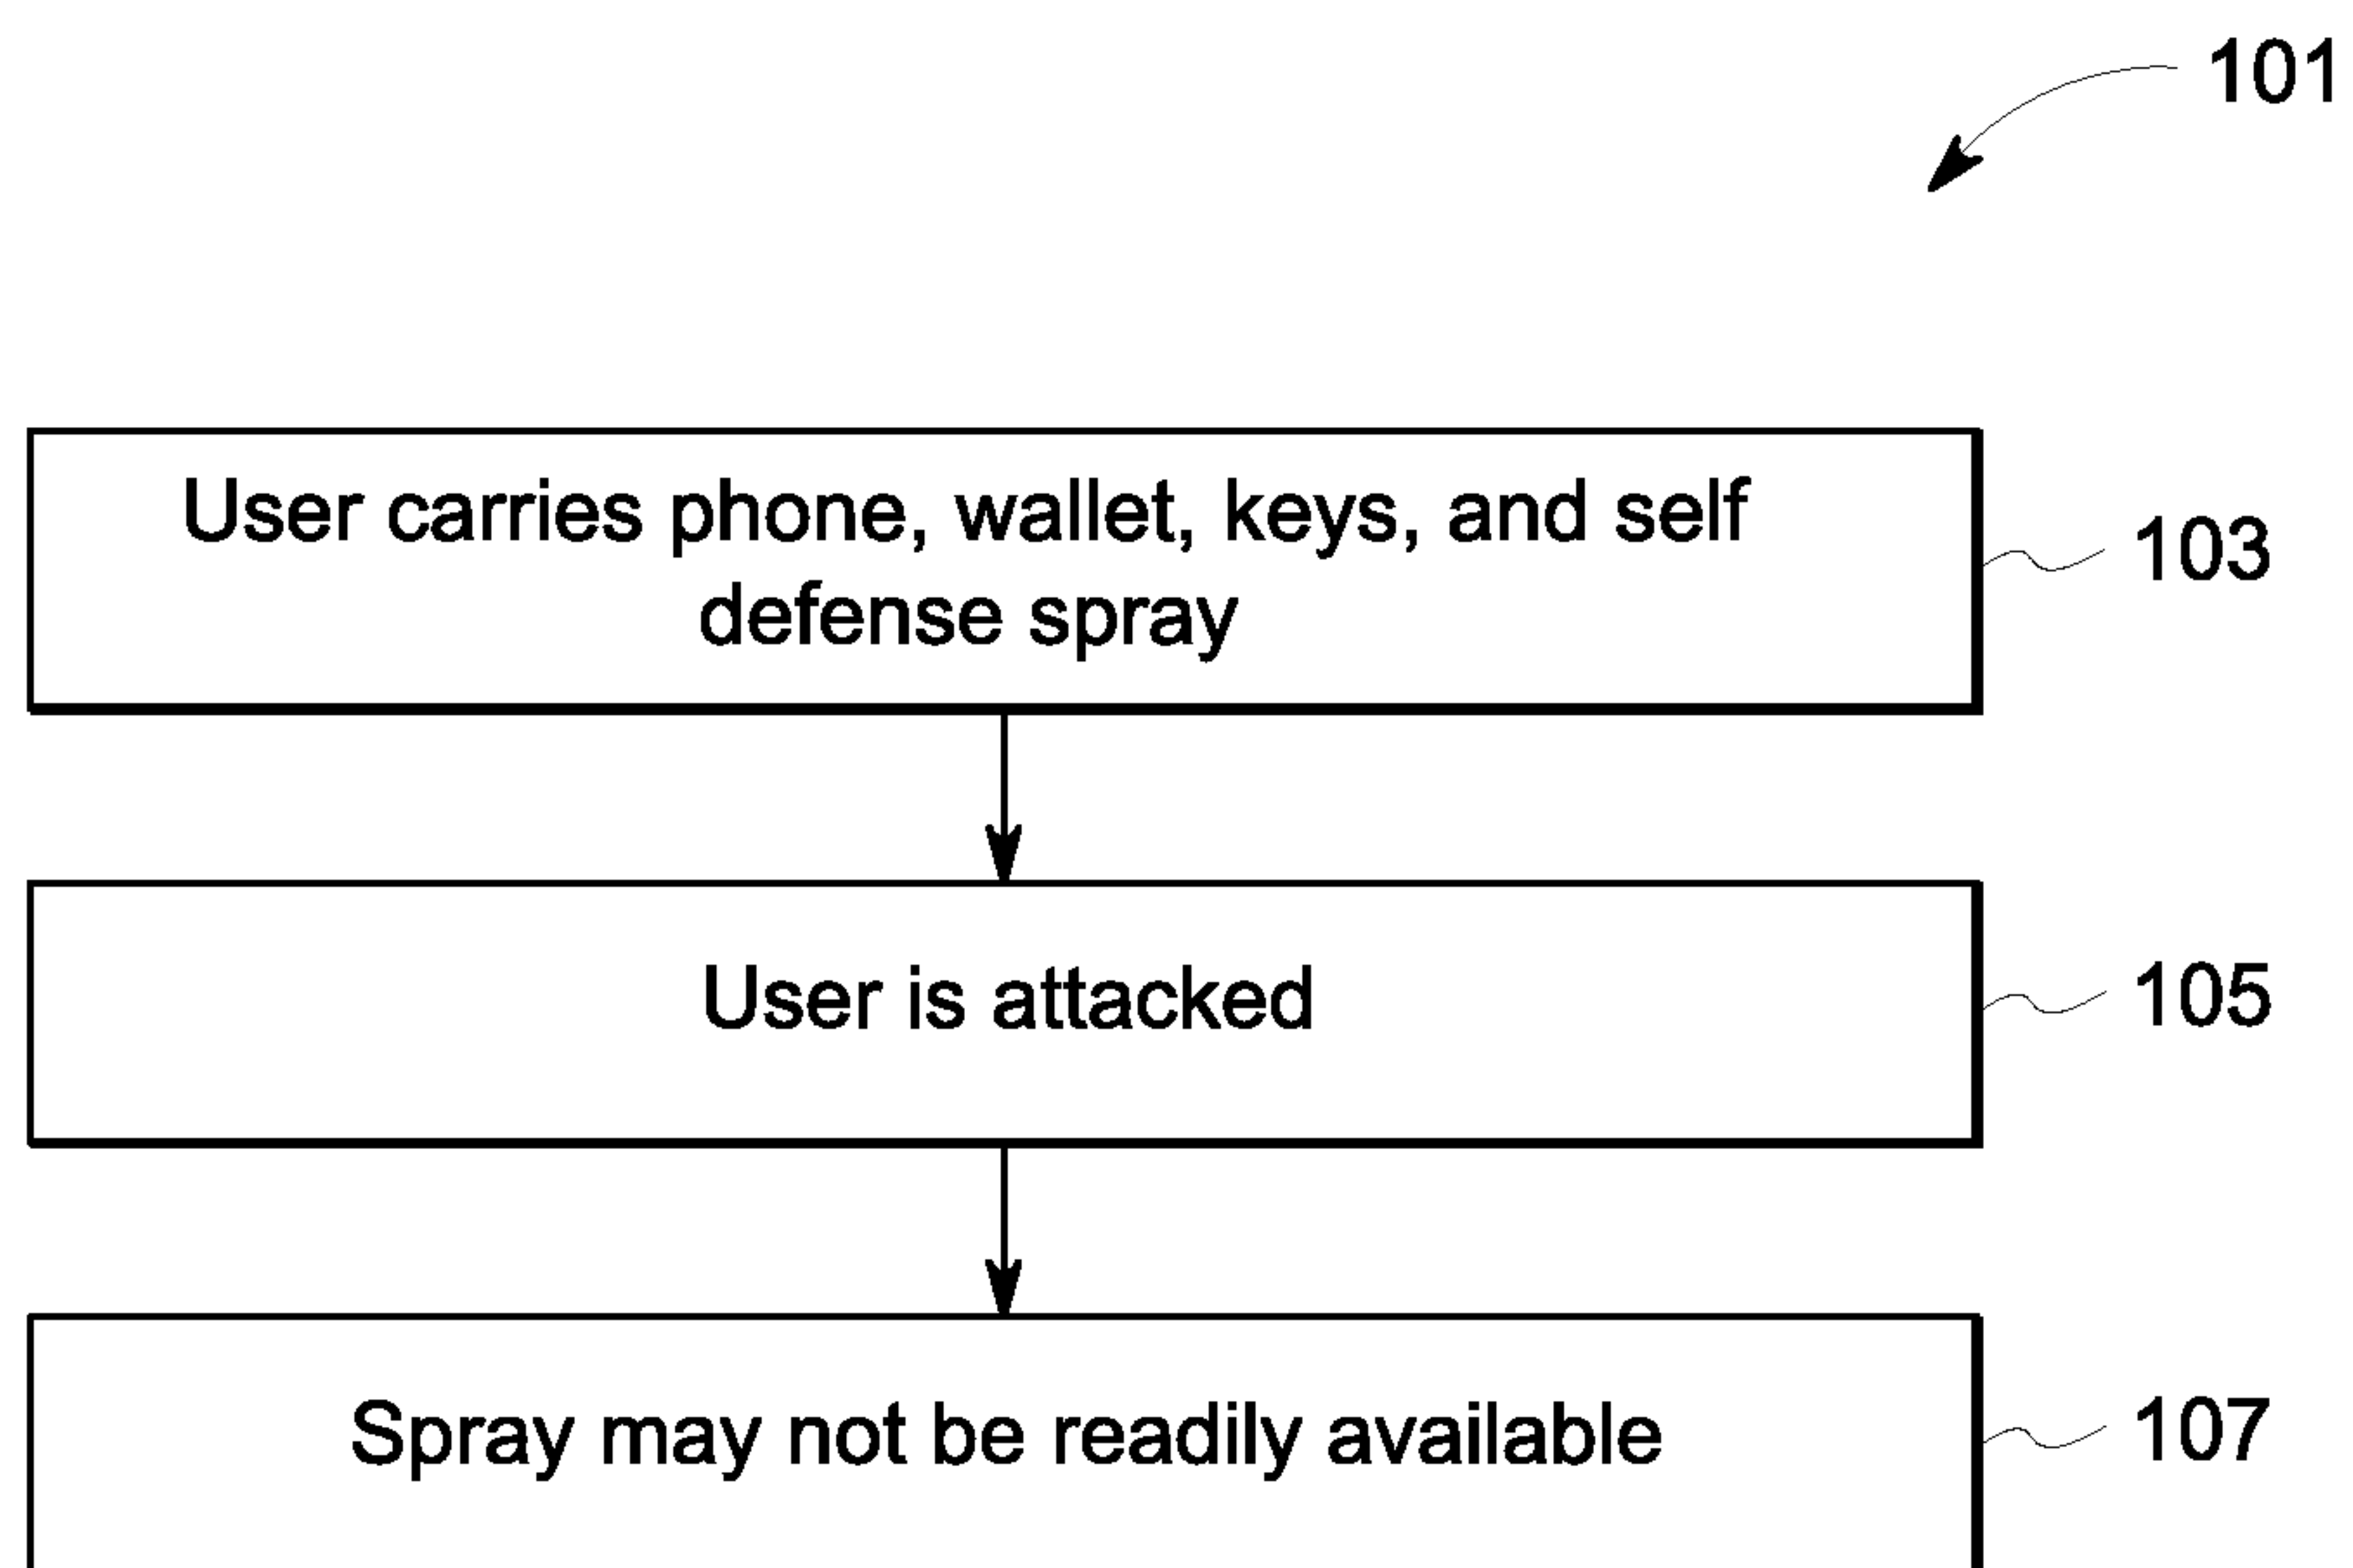 101
User carries phone, wallet, keys, and self
defense spray
103
User is attacked
105
Spray may not be readily available
107